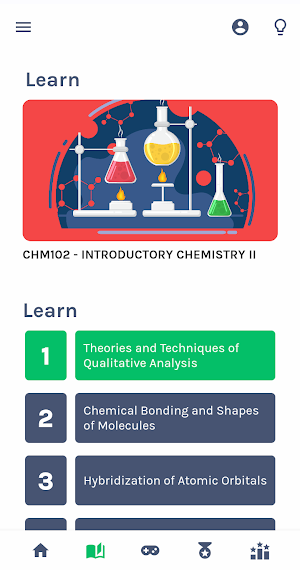 Learn
CHM102 - INTRODUCTORY CHEMISTRY II
Learn
1
Theories and Techniques of
Qualitative Analysis
2
Chemical Bonding and Shapes
of Molecules
3
Hybridization of Atomic Orbitals